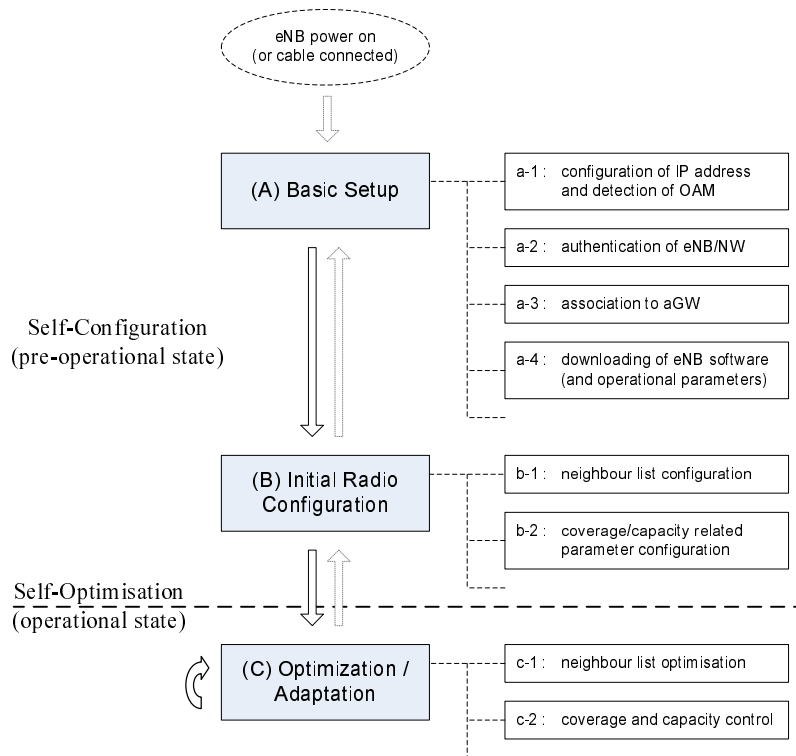 eNB power on
(or cable connected)
(A) Basic Setup
a-1 : configuration of IP address
and detection of OAM
a-2 : authentication of eNB/NW
a-3 : association to aGW
a-4 : downloading of eNB software
(and operational parameters)
Self-Configuration
(pre-operational state)
(B) Initial Radio
Configuration
b-1 : neighbour list configuration
b-2 : coverage/capacity related
parameter configuration
Self-Optimisation
(operational state)
(C) Optimization /
Adaptation
c-1 : neighbour list optimisation
c-2 : coverage and capacity control